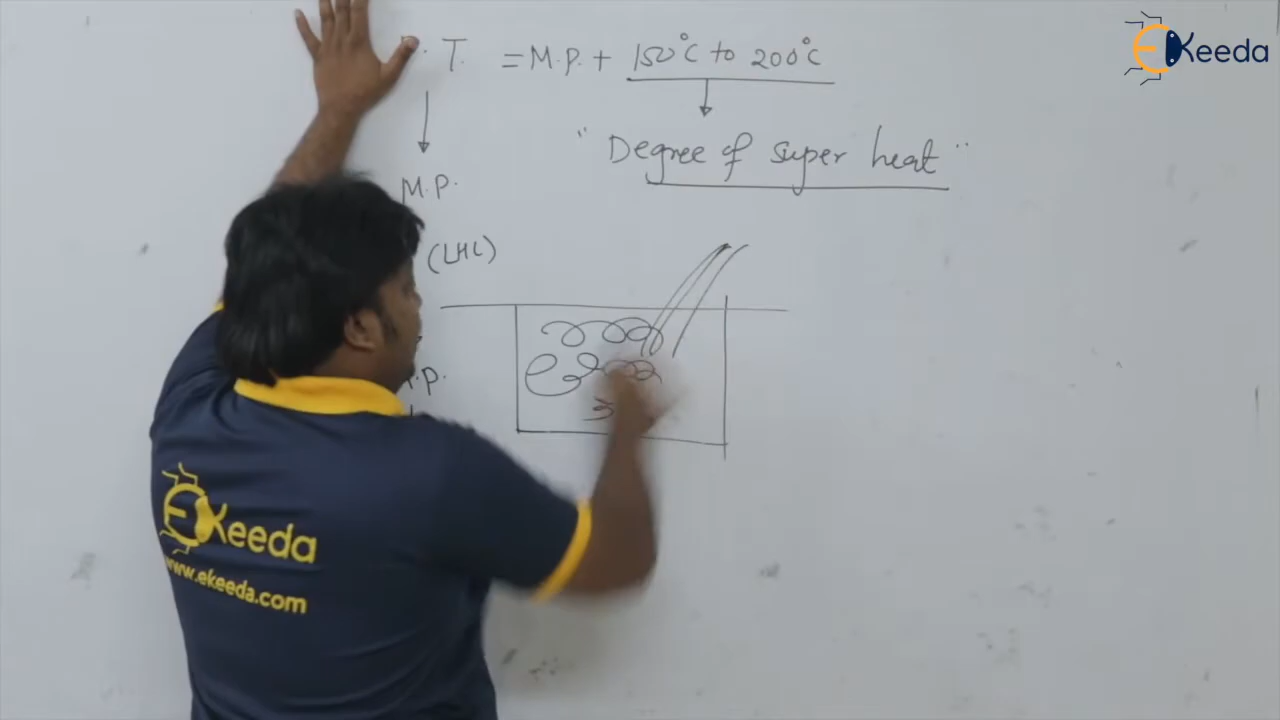 EKeeda
T. = M.P. + 150°C to 200°C
"Degree of super heat"
M.P.
(LHL)
.P.
EKeeda
www.ekeeda.com